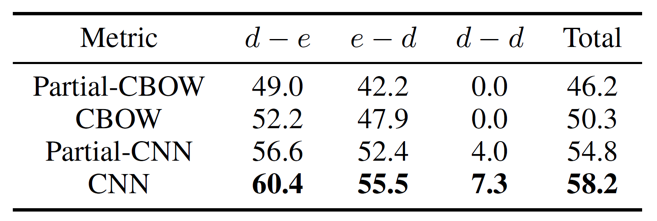 Metric d – e e – d d – d Total
Partial-CBOW 49.0 42.2 0.0 46.2
CBOW 52.2 47.9 0.0 50.3
Partial-CNN 56.6 52.4 4.0 54.8
CNN 60.4 55.5 7.3 58.2